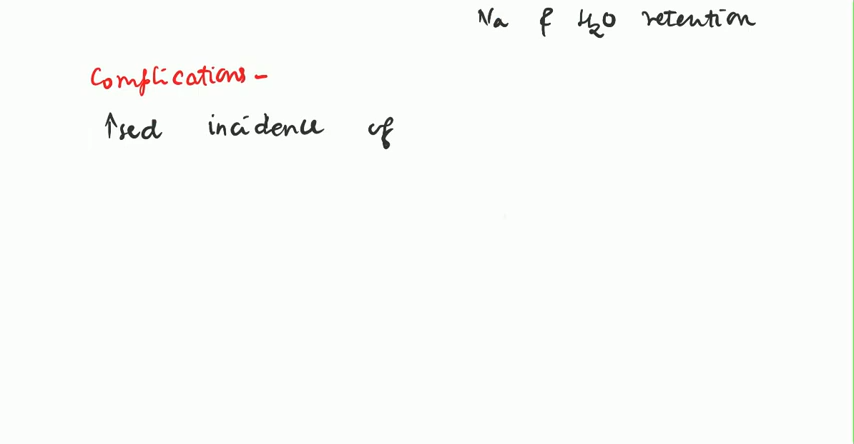 Na & H2O retention
Complications -
↑sed incidence of